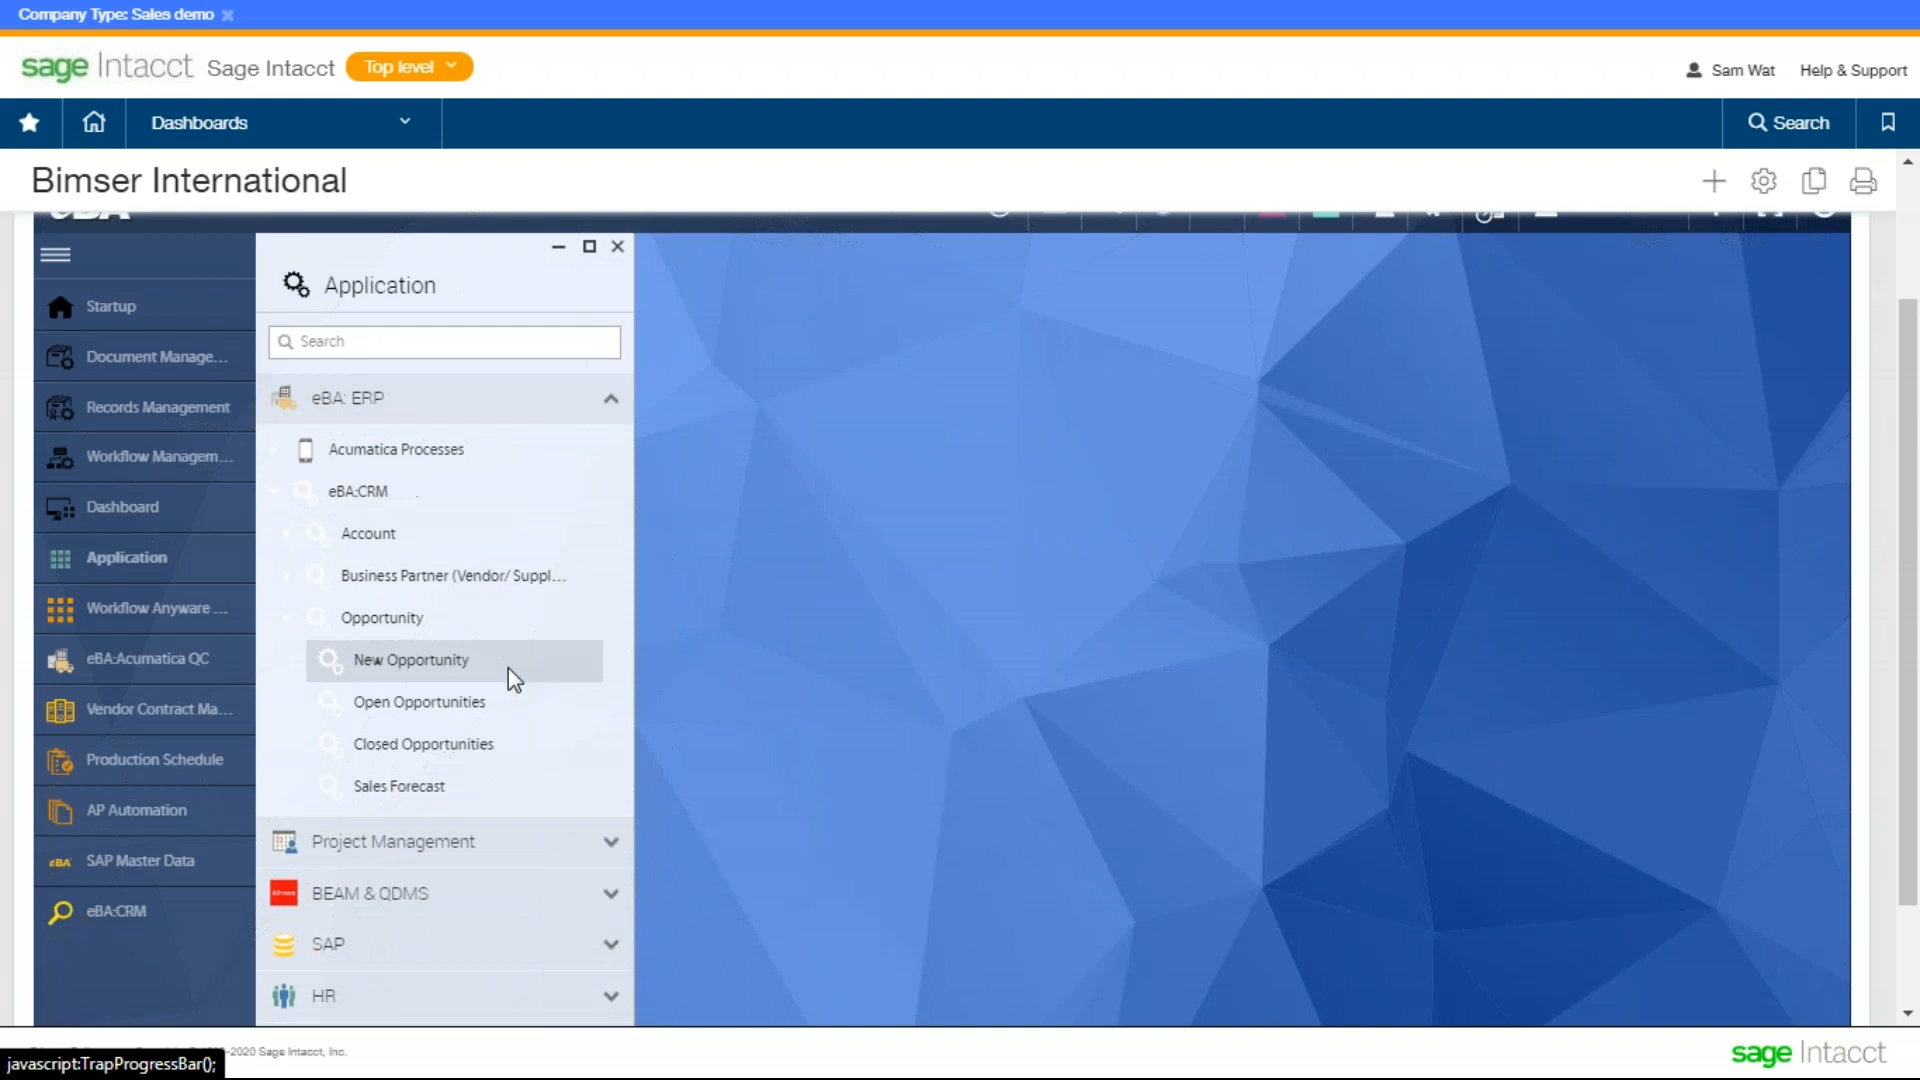 Company Type: Sales demo
sage Intacct Sage Intacct Top level
Sam Wat Help & Support
Dashboards
Search
Bimser International
eBA
Application
Search
Startup
Document Manage...
Records Management
Workflow Managem...
Dashboard
Application
Workflow Anyware ...
eBA:Acumatica QC
Vendor Contract Ma...
Production Schedule
AP Automation
eBA SAP Master Data
eBA:CRM
eBA: ERP
Acumatica Processes
eBA:CRM
Account
Business Partner (Vendor/ Suppl...
Opportunity
New Opportunity
Open Opportunities
Closed Opportunities
Sales Forecast
Project Management
BEAM & QDMS
SAP
HR
-2020 Sage Intacct, Inc.
javascript:TrapProgressBar();
sage Intacct